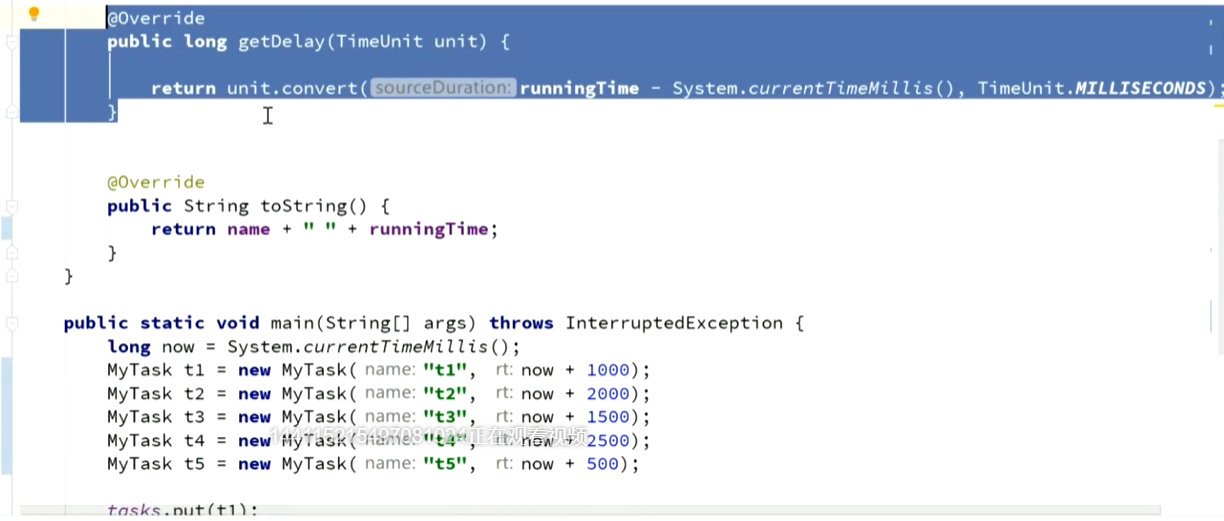 @Override
public long getDelay(TimeUnit unit) {
return unit.convert( sourceDuration: runningTime - System.currentTimeMillis(), TimeUnit.MILLISECONDS);
}
@Override
public String toString() {
return name + " " + runningTime;
}
}
public static void main(String[] args) throws InterruptedException {
long now = System.currentTimeMillis();
MyTask t1 = new MyTask( name: "t1", rt: now + 1000);
MyTask t2 = new MyTask( name: "t2", rt: now + 2000);
MyTask t3 = new MyTask( name: "t3", rt: now + 1500);
MyTask t4 = new MyTask( name: "t4", rt: now + 2500);
正在观看视频
MyTask t5 = new MyTask( name: "t5", rt: now + 500);
tasks.put(t1);